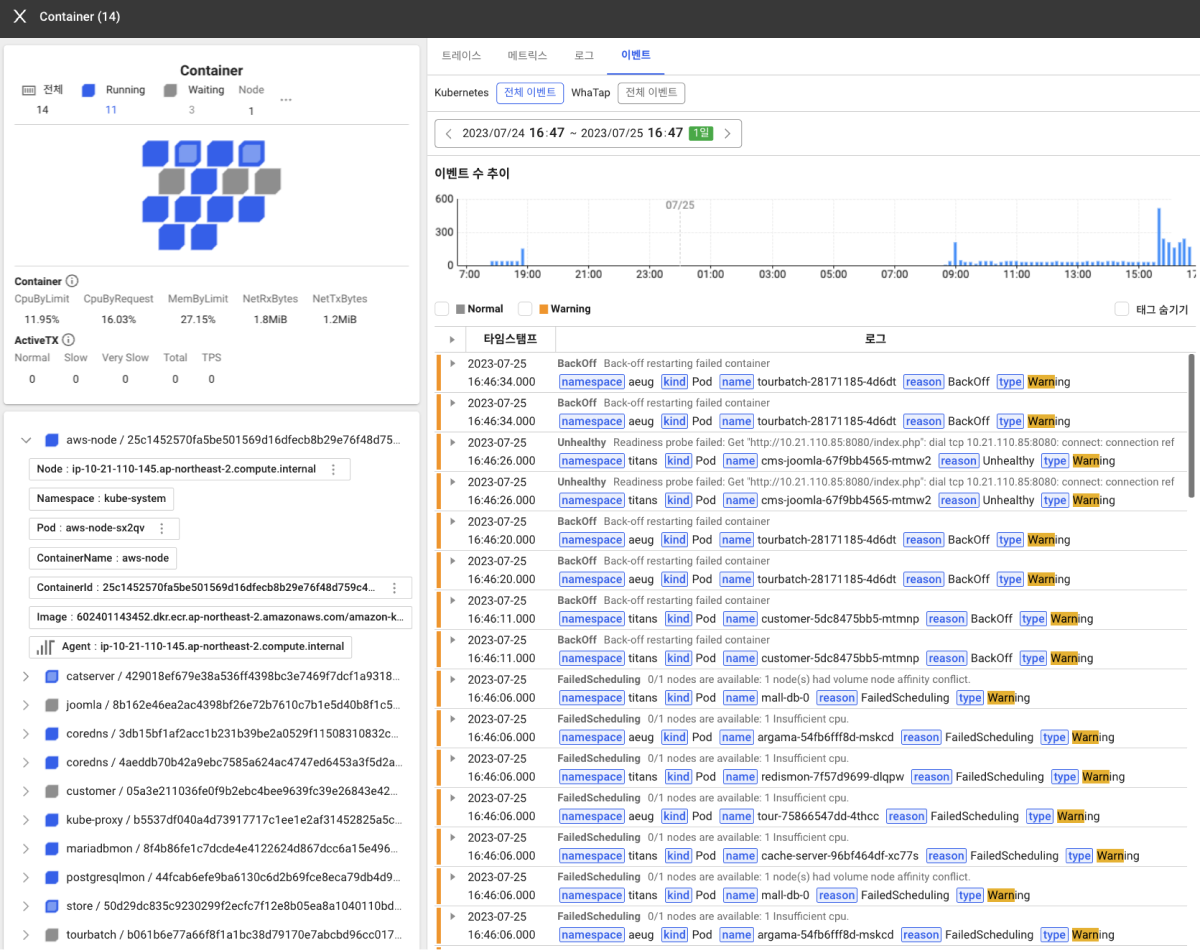 Container (14)
Container
전체 Running Waiting Node
14 11 3 1 ...
Container
CpuByLimit CpuByRequest MemByLimit NetRxBytes NetTxBytes
11.95% 16.03% 27.15% 1.8MiB 1.2MiB
ActiveTX
Normal Slow Very Slow Total TPS
0 0 0 0 0
aws-node / 25c1452570fa5be501569d16dfecb8b29e76f48d75...
Node : ip-10-21-110-145.ap-northeast-2.compute.internal
Namespace : kube-system
Pod : aws-node-sx2qv
ContainerName : aws-node
ContainerId : 25c1452570fa5be501569d16dfecb8b29e76f48d759c4...
Image : 602401143452.dkr.ecr.ap-northeast-2.amazonaws.com/amazon-k...
Agent : ip-10-21-110-145.ap-northeast-2.compute.internal
catserver / 429018ef679e38a536ff4398bc3e7469f7dcf1a9318...
joomla / 8b162e46ea2ac4398bf26e72b7610c7b1e5d40b8f1c5...
coredns / 3db15bf1af2acc1b231b39be2a0529f11508310832c...
coredns / 4aeddb70b42a9ebc7585a624ac4747ed6453a3f5d2a...
customer / 05a3e211036fe0f9b2ebc4bee9639fc39e26843e42...
kube-proxy / b5537df040a4d73917717c1ee1e2af31452825a5c...
mariadbmon / 8f4b86fe1c7dcde4e4122624d867dcc6a15e496...
postgresqlmon / 44fcab6efe9ba6130c6d2b69fce8eca79db4d9...
store / 50d29dc835c9230299f2ecfc7f12e8b05ea8a1040110bd...
tourbatch / b061b6e77a66f8f1a1bc38d79170e7abcbd96cc017...
트레이스 메트릭스 로그 이벤트
Kubernetes 전체 이벤트 WhaTap 전체 이벤트
2023/07/24 16:47 ~ 2023/07/25 16:47 1일
이벤트 수 추이
600
300
0
07/25
7:00 19:00 21:00 23:00 01:00 03:00 05:00 07:00 09:00 11:00 13:00 15:00 17
Normal Warning 태그 숨기기
타임스탬프 로그
2023-07-25 BackOff Back-off restarting failed container
16:46:34.000 namespace aeug kind Pod name tourbatch-28171185-4d6dt reason BackOff type Warning
2023-07-25 BackOff Back-off restarting failed container
16:46:34.000 namespace aeug kind Pod name tourbatch-28171185-4d6dt reason BackOff type Warning
2023-07-25 Unhealthy Readiness probe failed: Get "http://10.21.110.85:8080/index.php": dial tcp 10.21.110.85:8080: connect: connection ref
16:46:26.000 namespace titans kind Pod name cms-joomla-67f9bb4565-mtmw2 reason Unhealthy type Warning
2023-07-25 Unhealthy Readiness probe failed: Get "http://10.21.110.85:8080/index.php": dial tcp 10.21.110.85:8080: connect: connection ref
16:46:26.000 namespace titans kind Pod name cms-joomla-67f9bb4565-mtmw2 reason Unhealthy type Warning
2023-07-25 BackOff Back-off restarting failed container
16:46:20.000 namespace aeug kind Pod name tourbatch-28171185-4d6dt reason BackOff type Warning
2023-07-25 BackOff Back-off restarting failed container
16:46:20.000 namespace aeug kind Pod name tourbatch-28171185-4d6dt reason BackOff type Warning
2023-07-25 BackOff Back-off restarting failed container
16:46:11.000 namespace titans kind Pod name customer-5dc8475bb5-mtmnp reason BackOff type Warning
2023-07-25 BackOff Back-off restarting failed container
16:46:11.000 namespace titans kind Pod name customer-5dc8475bb5-mtmnp reason BackOff type Warning
2023-07-25 FailedScheduling 0/1 nodes are available: 1 node(s) had volume node affinity conflict.
16:46:06.000 namespace titans kind Pod name mall-db-0 reason FailedScheduling type Warning
2023-07-25 FailedScheduling 0/1 nodes are available: 1 Insufficient cpu.
16:46:06.000 namespace aeug kind Pod name argama-54fb6fff8d-mskcd reason FailedScheduling type Warning
2023-07-25 FailedScheduling 0/1 nodes are available: 1 Insufficient cpu.
16:46:06.000 namespace titans kind Pod name redismon-7f57d9699-dlqpw reason FailedScheduling type Warning
2023-07-25 FailedScheduling 0/1 nodes are available: 1 Insufficient cpu.
16:46:06.000 namespace aeug kind Pod name tour-75866547dd-4thcc reason FailedScheduling type Warning
2023-07-25 FailedScheduling 0/1 nodes are available: 1 Insufficient cpu.
16:46:06.000 namespace titans kind Pod name cache-server-96bf464df-xc77s reason FailedScheduling type Warning
2023-07-25 FailedScheduling 0/1 nodes are available: 1 node(s) had volume node affinity conflict.
16:46:06.000 namespace titans kind Pod name mall-db-0 reason FailedScheduling type Warning
2023-07-25 FailedScheduling 0/1 nodes are available: 1 Insufficient cpu.
16:46:06.000 namespace aeug kind Pod name argama-54fb6fff8d-mskcd reason FailedScheduling type Warning